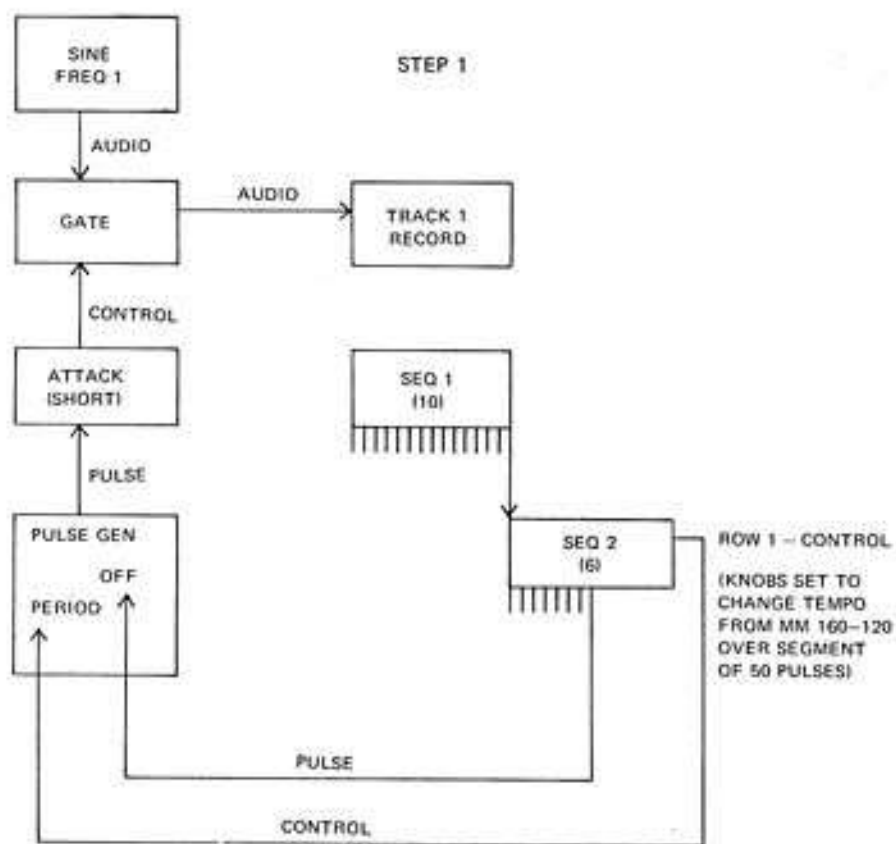 SINE
FREQ 1
STEP 1
AUDIO
AUDIO
GATE
TRACK 1
RECORD
CONTROL
ATTACK
(SHORT)
SEQ 1
(10)
PULSE
PULSE GEN
OFF
PERIOD
SEQ 2
(6)
ROW 1 – CONTROL
(KNOBS SET TO
CHANGE TEMPO
FROM MM 160–120
OVER SEGMENT
OF 50 PULSES)
PULSE
CONTROL